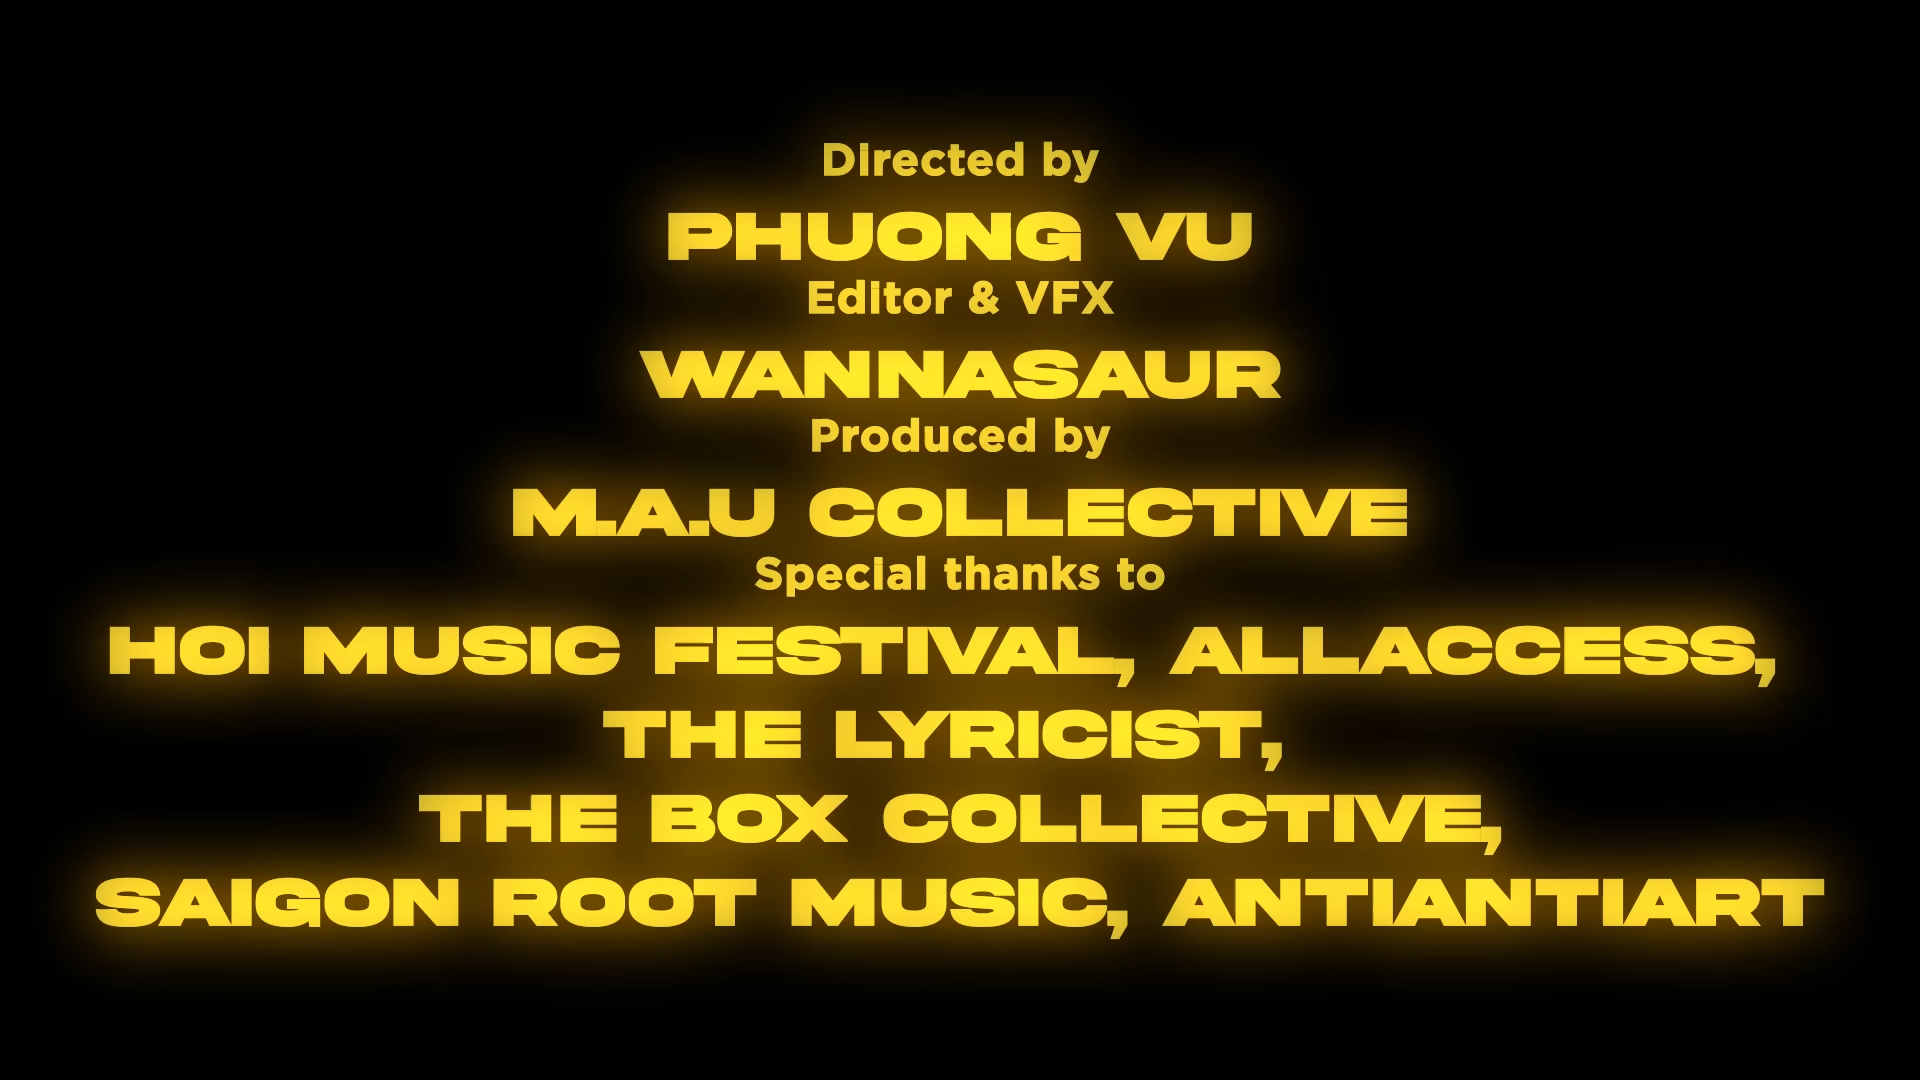 Directed by
PHUONG VU
Editor & VFX
WANNASAUR
Produced by
M.A.U COLLECTIVE
Special thanks to
HOI MUSIC FESTIVAL, ALLACCESS,
THE LYRICIST,
THE BOX COLLECTIVE,
SAIGON ROOT MUSIC, ANTIANTIART